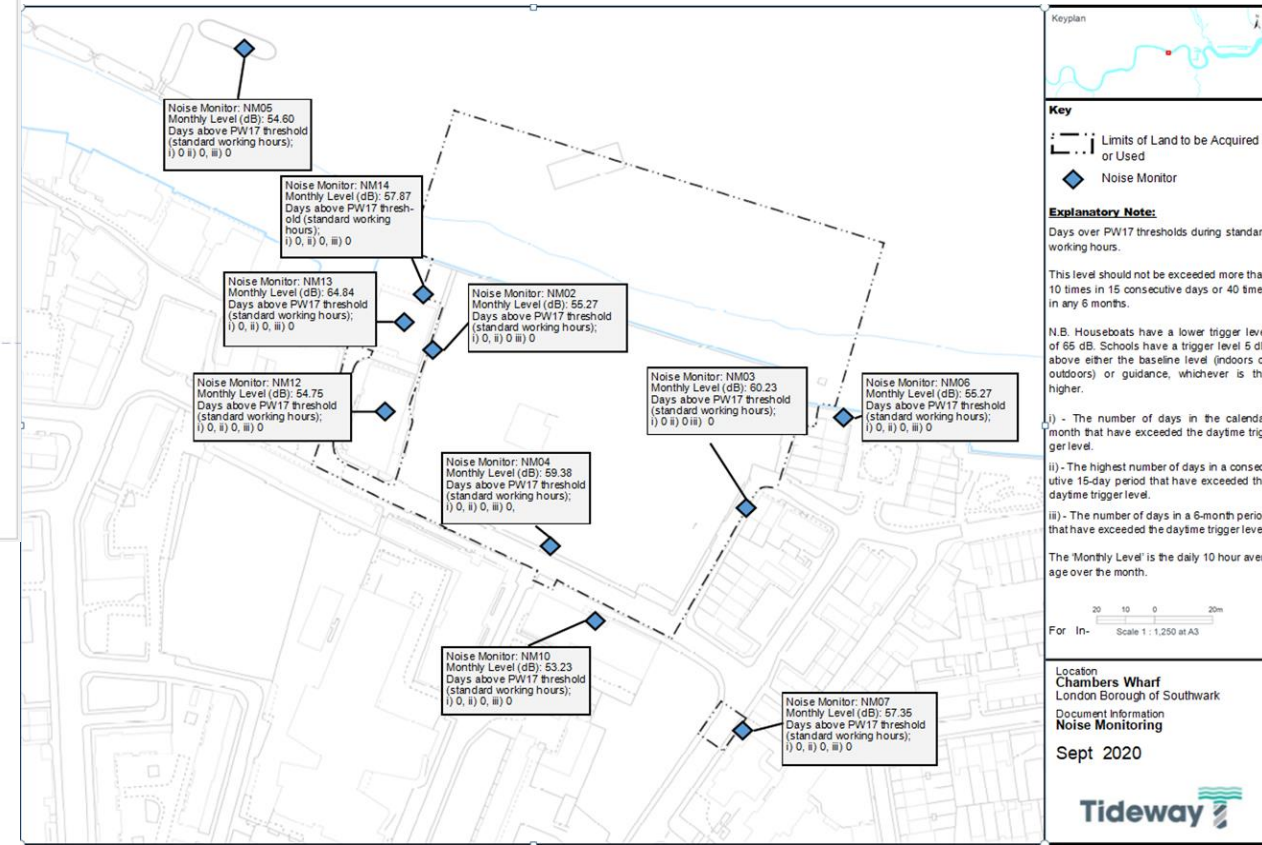 Noise Monitor: NM05
Monthly Level (dB): 54.60
Days above PW17 threshold
(standard working hours);
i) 0 ii) 0, iii) 0
Noise Monitor: NM14
Monthly Level (dB): 57.87
Days above PW17 thresh-
old (standard working
hours);
i) 0, ii) 0, iii) 0
Noise Monitor: NM13
Monthly Level (dB): 64.84
Days above PW17 threshold
(standard working hours);
i) 0, ii) 0, iii) 0
Noise Monitor: NM02
Monthly Level (dB): 55.27
Days above PW17 threshold
(standard working hours);
i) 0, ii) 0 iii) 0
Noise Monitor: NM12
Monthly Level (dB): 54.75
Days above PW17 threshold
(standard working hours);
i) 0, ii) 0, iii) 0
Noise Monitor: NM03
Monthly Level (dB): 60.23
Days above PW17 threshold
(standard working hours);
i) 0 ii) 0 iii) 0
Noise Monitor: NM06
Monthly Level (dB): 55.27
Days above PW17 threshold
(standard working hours);
i) 0, ii) 0, iii) 0
Noise Monitor: NM04
Monthly Level (dB): 59.38
Days above PW17 threshold
(standard working hours);
i) 0, ii) 0, iii) 0,
Noise Monitor: NM10
Monthly Level (dB): 53.23
Days above PW17 threshold
(standard working hours);
i) 0, ii) 0, iii) 0
Noise Monitor: NM07
Monthly Level (dB): 57.35
Days above PW17 threshold
(standard working hours);
i) 0, ii) 0, iii) 0
Keyplan
Key
Limits of Land to be Acquired
or Used
Noise Monitor
Explanatory Note:
Days over PW17 thresholds during standar
working hours.
This level should not be exceeded more tha
10 times in 15 consecutive days or 40 time
in any 6 months.
N.B. Houseboats have a lower trigger leve
of 65 dB. Schools have a trigger level 5 d
above either the baseline level (indoors o
outdoors) or guidance, whichever is th
higher.
i) - The number of days in the calenda
month that have exceeded the daytime trig
ger level.
ii) - The highest number of days in a consec
utive 15-day period that have exceeded th
daytime trigger level.
iii) - The number of days in a 6-month perio
that have exceeded the daytime trigger leve
The 'Monthly Level' is the daily 10 hour aver
age over the month.
20 10 0 20m
For In- Scale 1 : 1,250 at A3
Location
Chambers Wharf
London Borough of Southwark
Document Information
Noise Monitoring
Sept 2020
Tideway